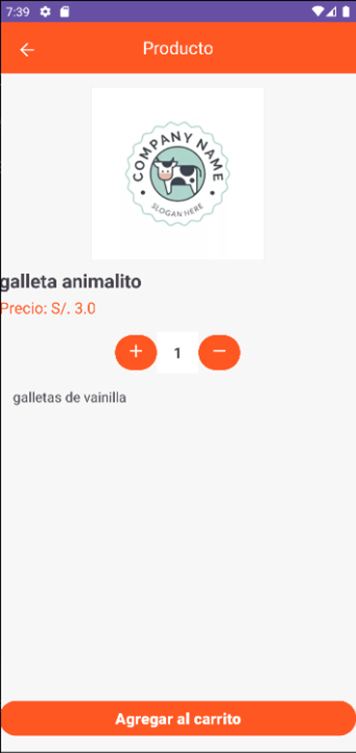 7:39
Producto
COMPANY NAME
SLOGAN HERE
galleta animalito
Precio: S/. 3.0
+ 1 −
galletas de vainilla
Agregar al carrito